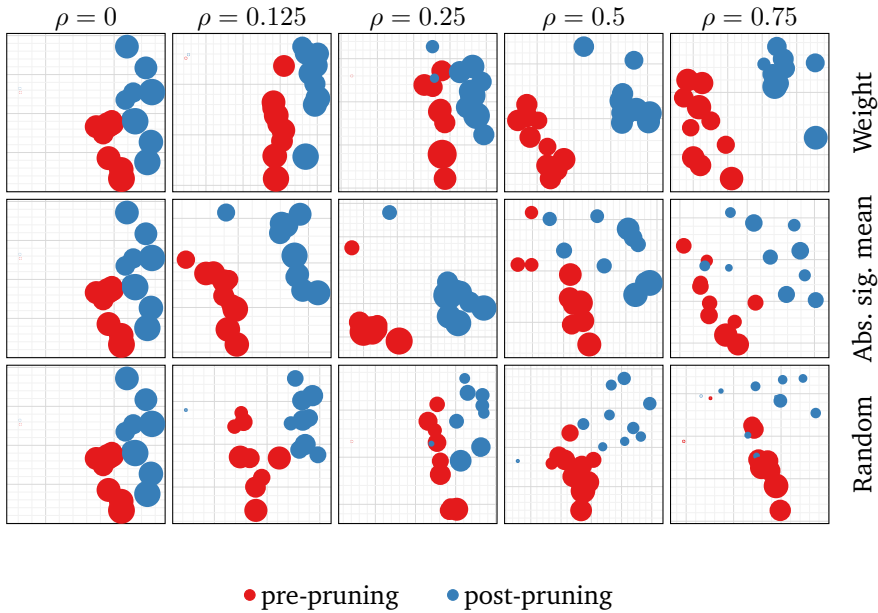 ρ = 0 ρ = 0.125 ρ = 0.25 ρ = 0.5 ρ = 0.75
Weight
Abs. sig. mean
Random
pre-pruning post-pruning